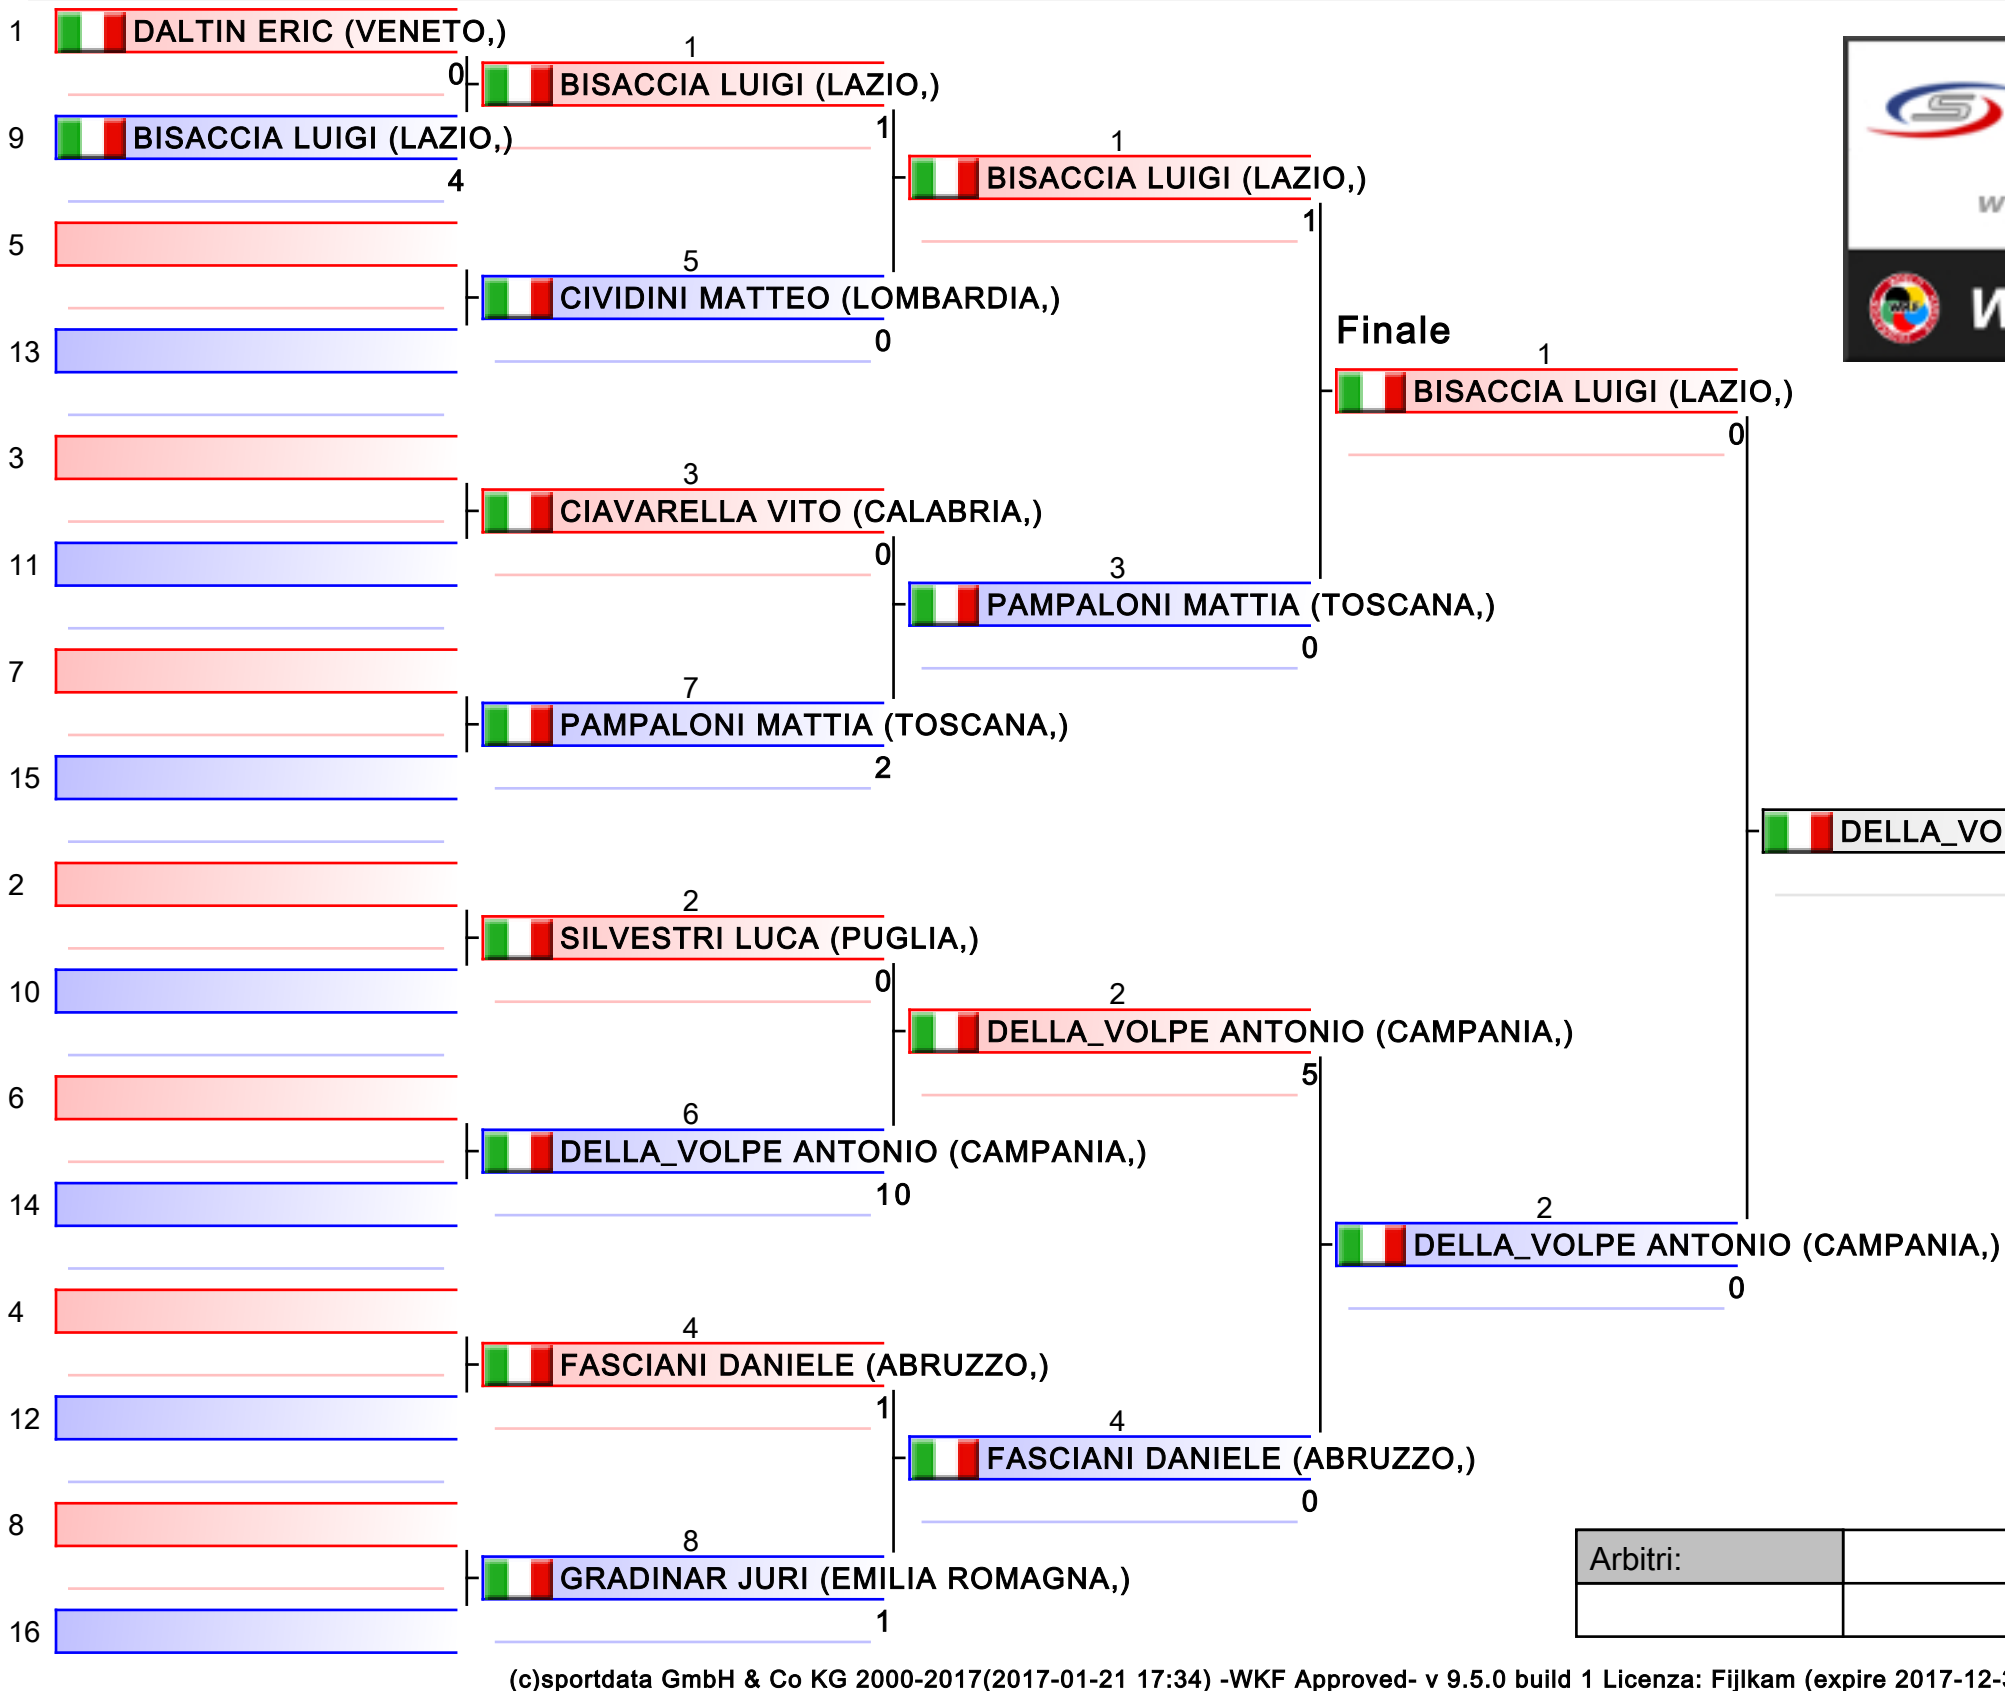 1 DALTIN ERIC (VENETO,)
0
9 BISACCIA LUIGI (LAZIO,)
4
5
13
3
11
7
15
2
10
6
14
4
12
8
16
1
BISACCIA LUIGI (LAZIO,)
1
5
CIVIDINI MATTEO (LOMBARDIA,)
0
3
CIAVARELLA VITO (CALABRIA,)
0
7
PAMPALONI MATTIA (TOSCANA,)
2
2
SILVESTRI LUCA (PUGLIA,)
0
6
DELLA_VOLPE ANTONIO (CAMPANIA,)
10
4
FASCIANI DANIELE (ABRUZZO,)
1
8
GRADINAR JURI (EMILIA ROMAGNA,)
1
1
BISACCIA LUIGI (LAZIO,)
1
3
PAMPALONI MATTIA (TOSCANA,)
0
2
DELLA_VOLPE ANTONIO (CAMPANIA,)
5
4
FASCIANI DANIELE (ABRUZZO,)
0
Finale
1
BISACCIA LUIGI (LAZIO,)
0
2
DELLA_VOLPE ANTONIO (CAMPANIA,)
0
DELLA_VO
S
w
WKF
Arbitri:
(c)sportdata GmbH & Co KG 2000-2017(2017-01-21 17:34) -WKF Approved- v 9.5.0 build 1 Licenza: Fijlkam (expire 2017-12-